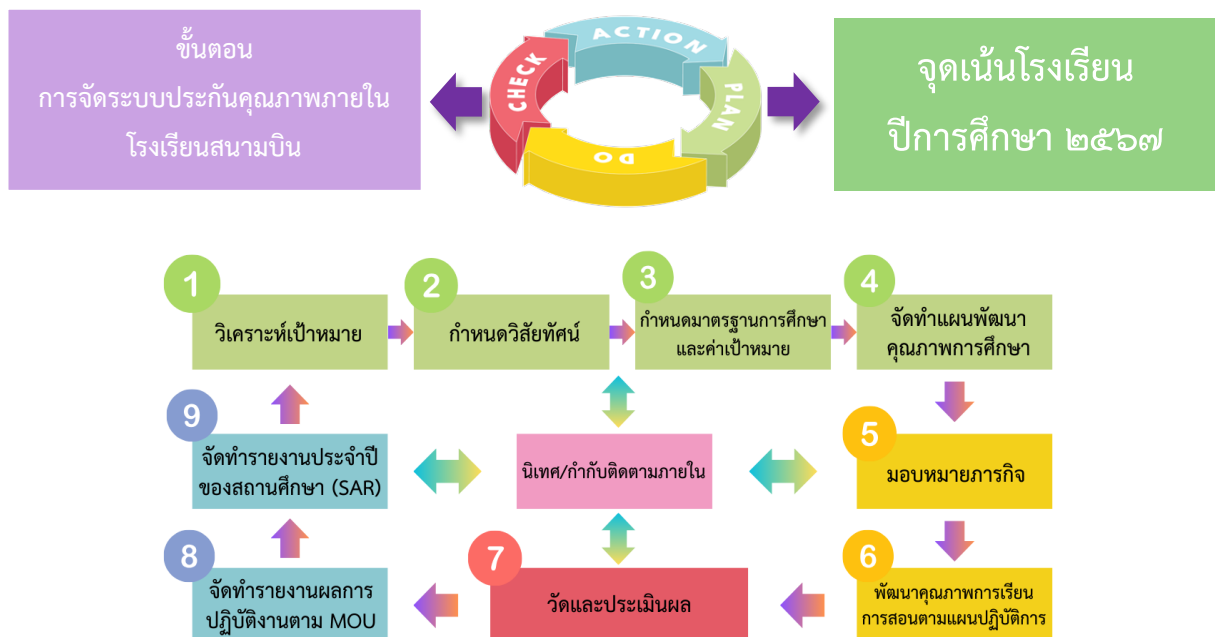 ขั้นตอน
การจัดระบบประกันคุณภาพภายใน
โรงเรียนสนามบิน
ACTION
CHECK
PLAN
DO
จุดเน้นโรงเรียน
ปีการศึกษา ๒๕๖๗
1
วิเคราะห์เป้าหมาย
2
กำหนดวิสัยทัศน์
3
กำหนดมาตรฐานการศึกษา
และค่าเป้าหมาย
4
จัดทำแผนพัฒนา
คุณภาพการศึกษา
5
มอบหมายภารกิจ
6
พัฒนาคุณภาพการเรียน
การสอนตามแผนปฏิบัติการ
7
วัดและประเมินผล
8
จัดทำรายงานผลการ
ปฏิบัติงานตาม MOU
9
จัดทำรายงานประจำปี
ของสถานศึกษา (SAR)
นิเทศ/กำกับติดตามภายใน